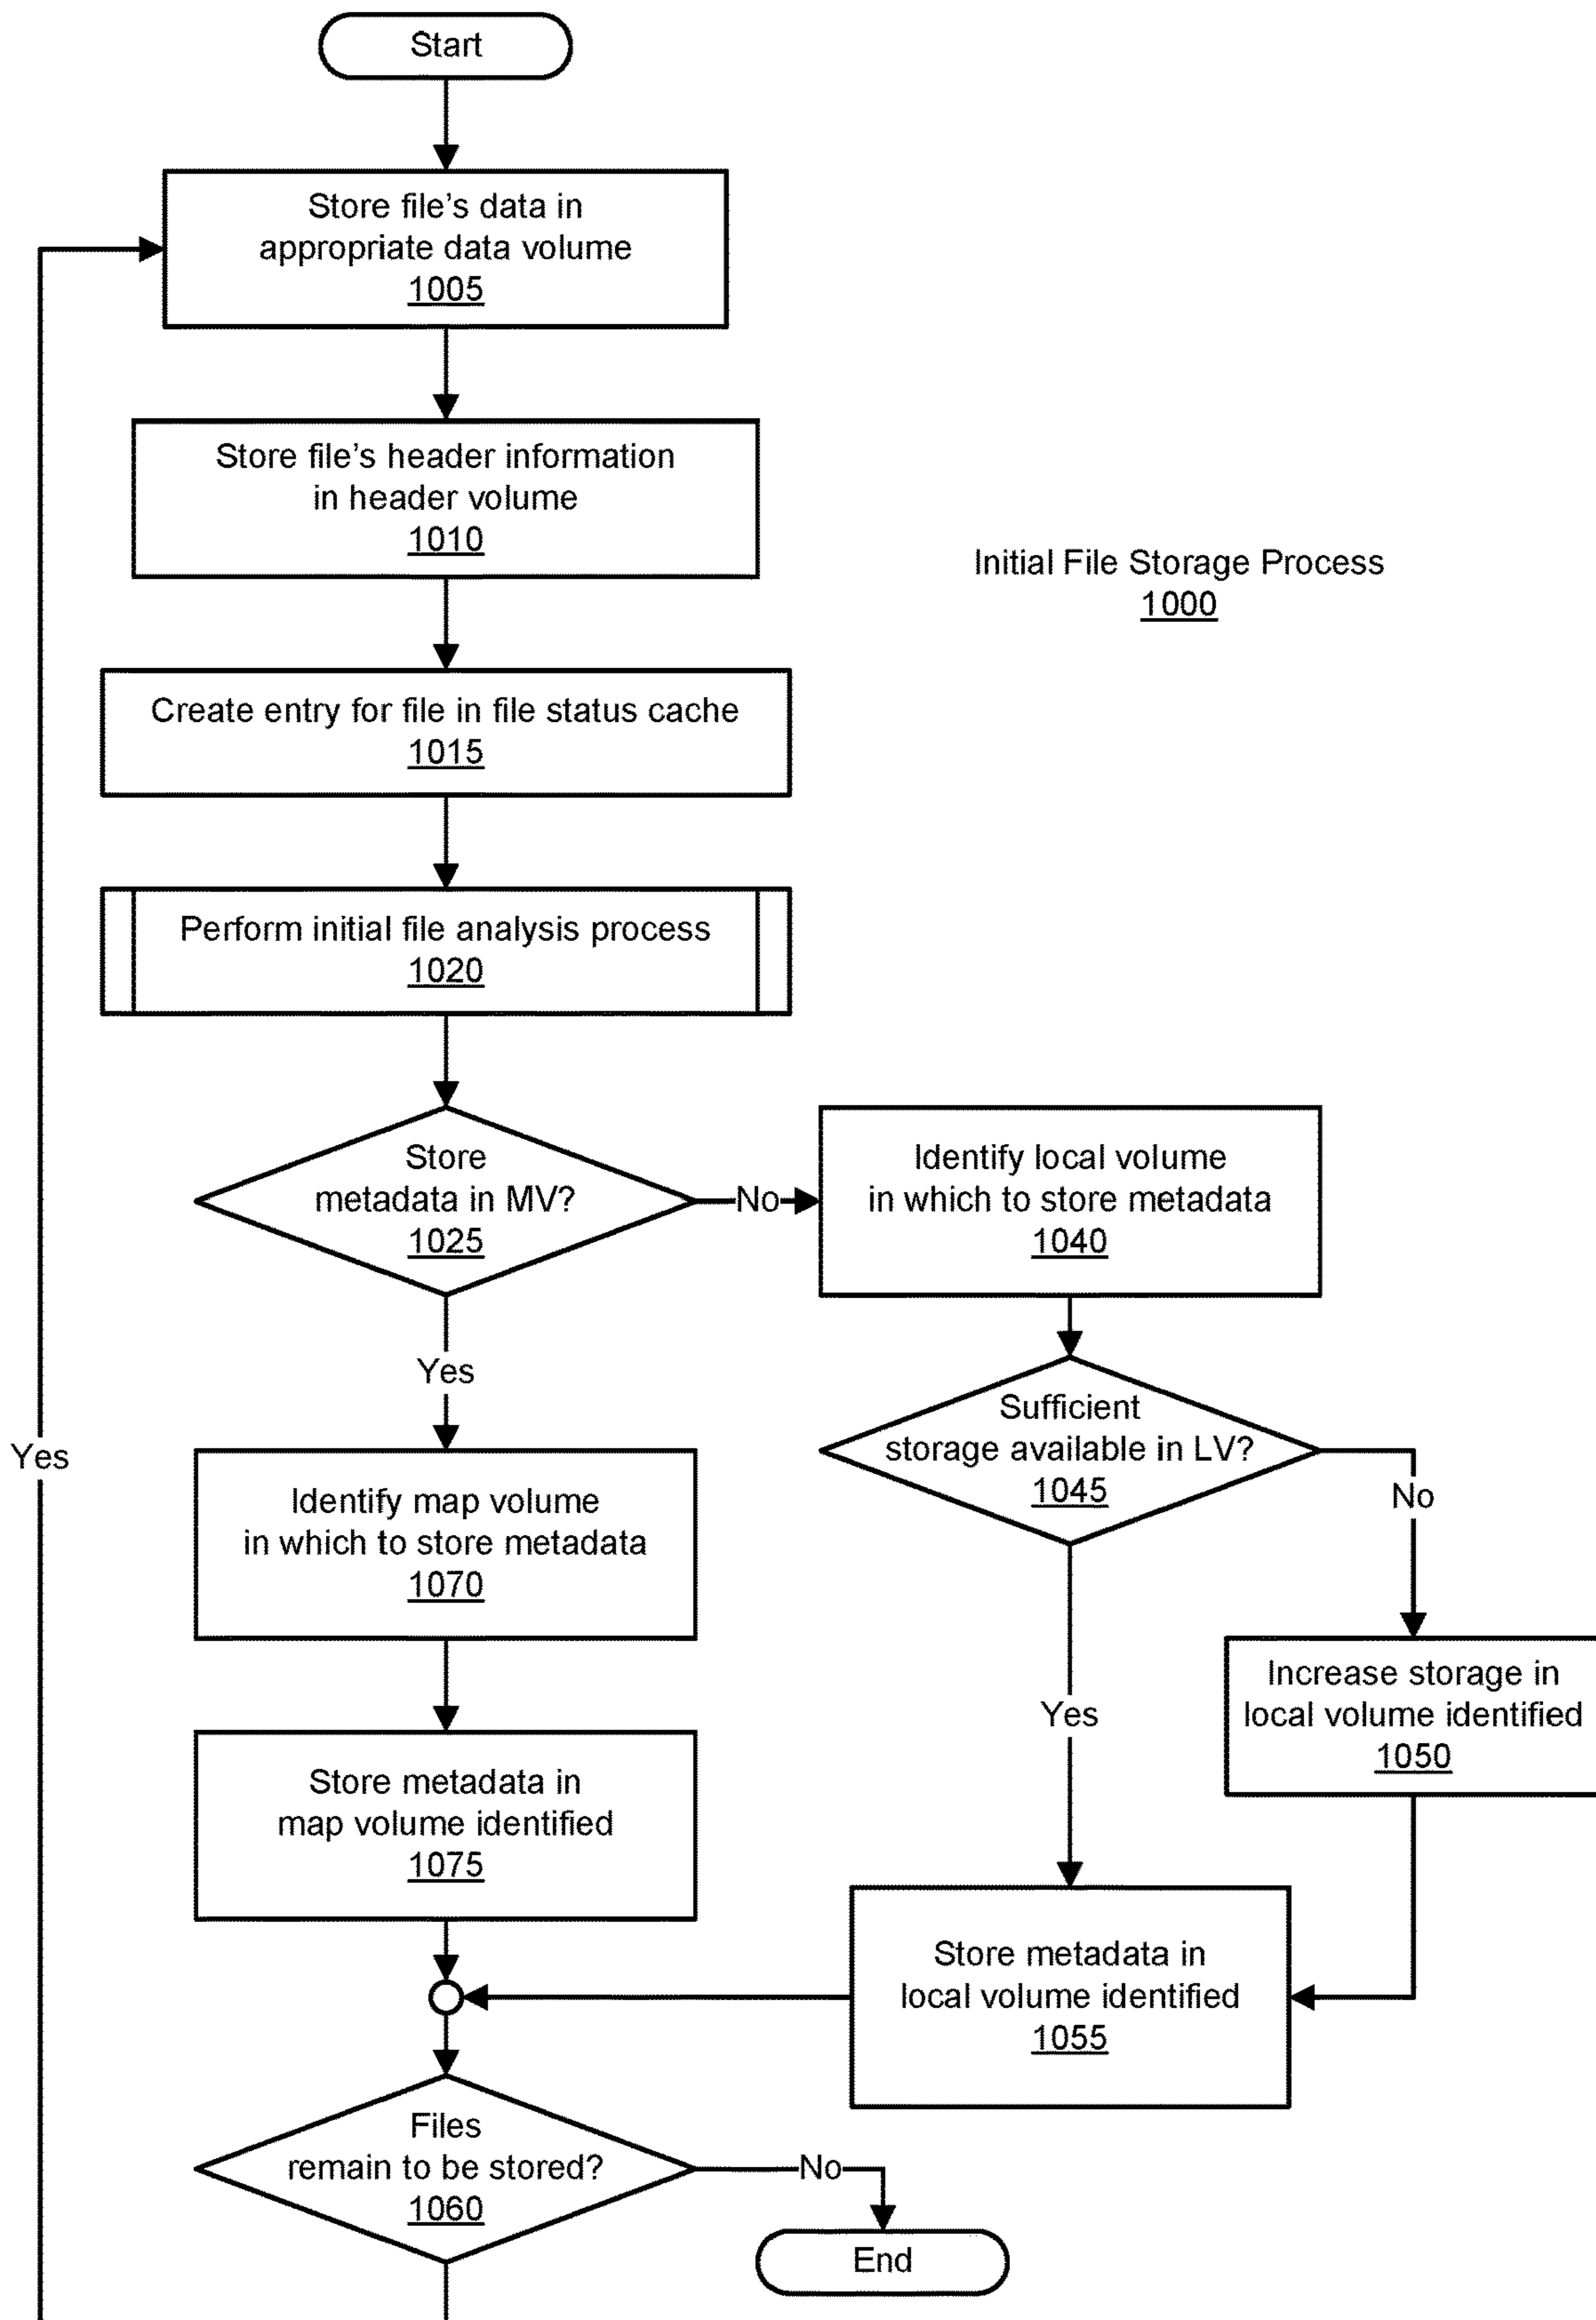 Start
Store file's data in
appropriate data volume
1005
Store file's header information
in header volume
1010
Initial File Storage Process
1000
Create entry for file in file status cache
1015
Perform initial file analysis process
1020
Store
metadata in MV?
1025
No
Identify local volume
in which to store metadata
1040
Yes
Sufficient
storage available in LV?
1045
No
Yes
Identify map volume
in which to store metadata
1070
Increase storage in
local volume identified
1050
Yes
Store metadata in
map volume identified
1075
Store metadata in
local volume identified
1055
Files
remain to be stored?
1060
No
End